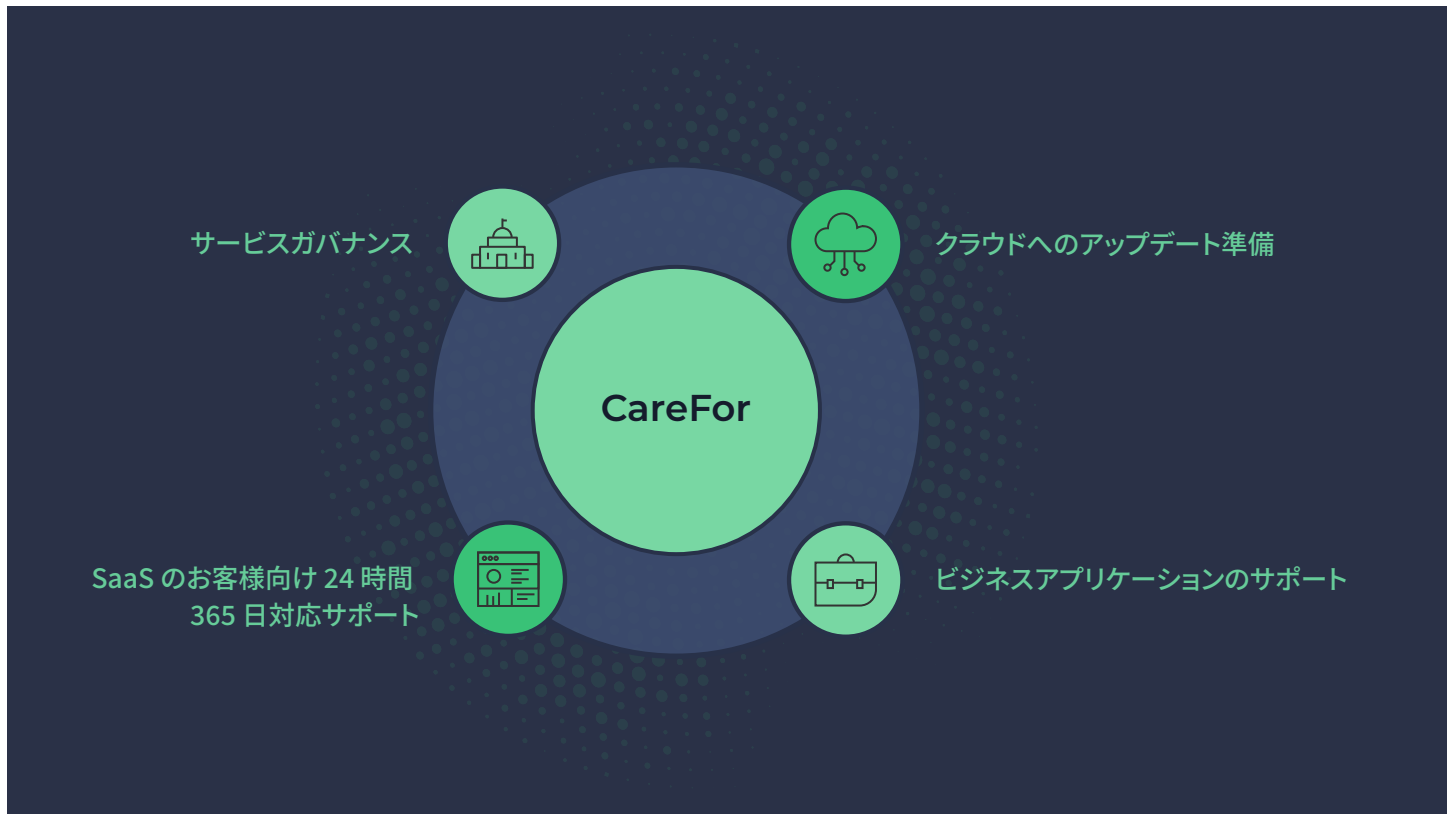 サービスガバナンス
クラウドへのアップデート準備
CareFor
SaaS のお客様向け 24 時間
365 日対応サポート
ビジネスアプリケーションのサポート